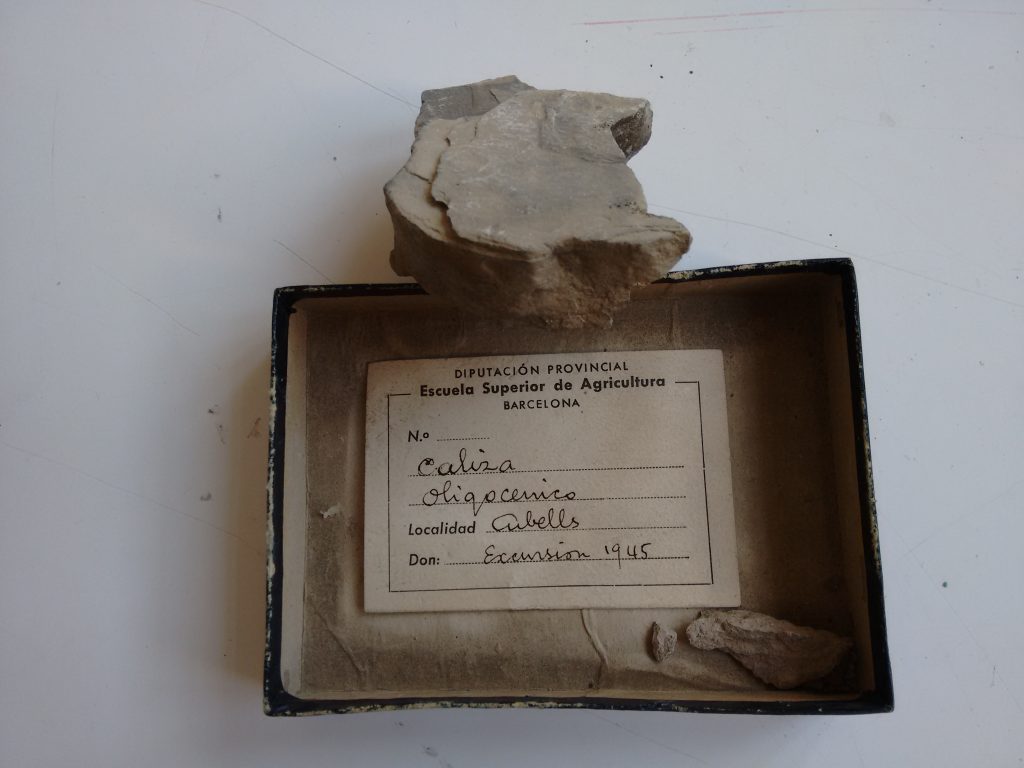 DIPUTACIÓN PROVINCIAL
Escuela Superior de Agricultura
BARCELONA
N.º
Caliza
Oligocenico
Localidad Cubells
Don: Excursion 1945